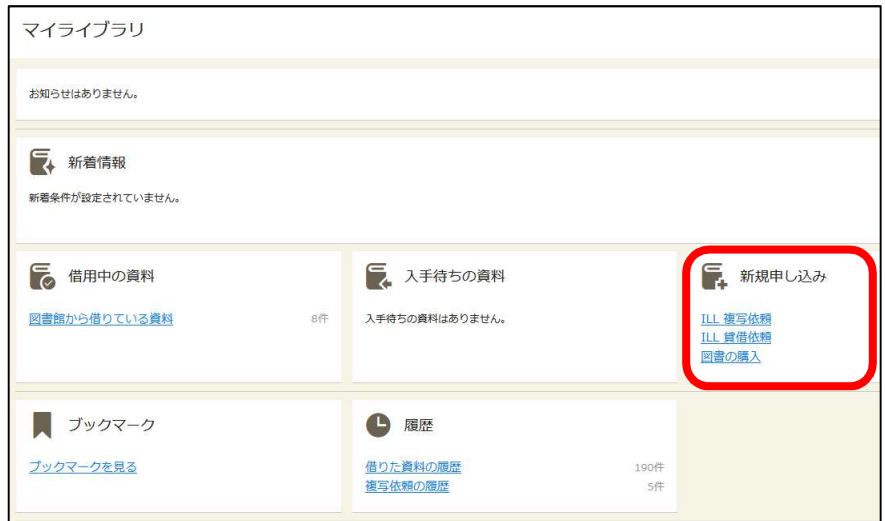 マイライブラリ
お知らせはありません。
新着情報
新着条件が設定されていません。
借用中の資料
図書館から借りている資料 8件
入手待ちの資料
入手待ちの資料はありません。
新規申し込み
ILL 複写依頼
ILL 貸借依頼
図書の購入
ブックマーク
ブックマークを見る
履歴
借りた資料の履歴 190件
複写依頼の履歴 5件